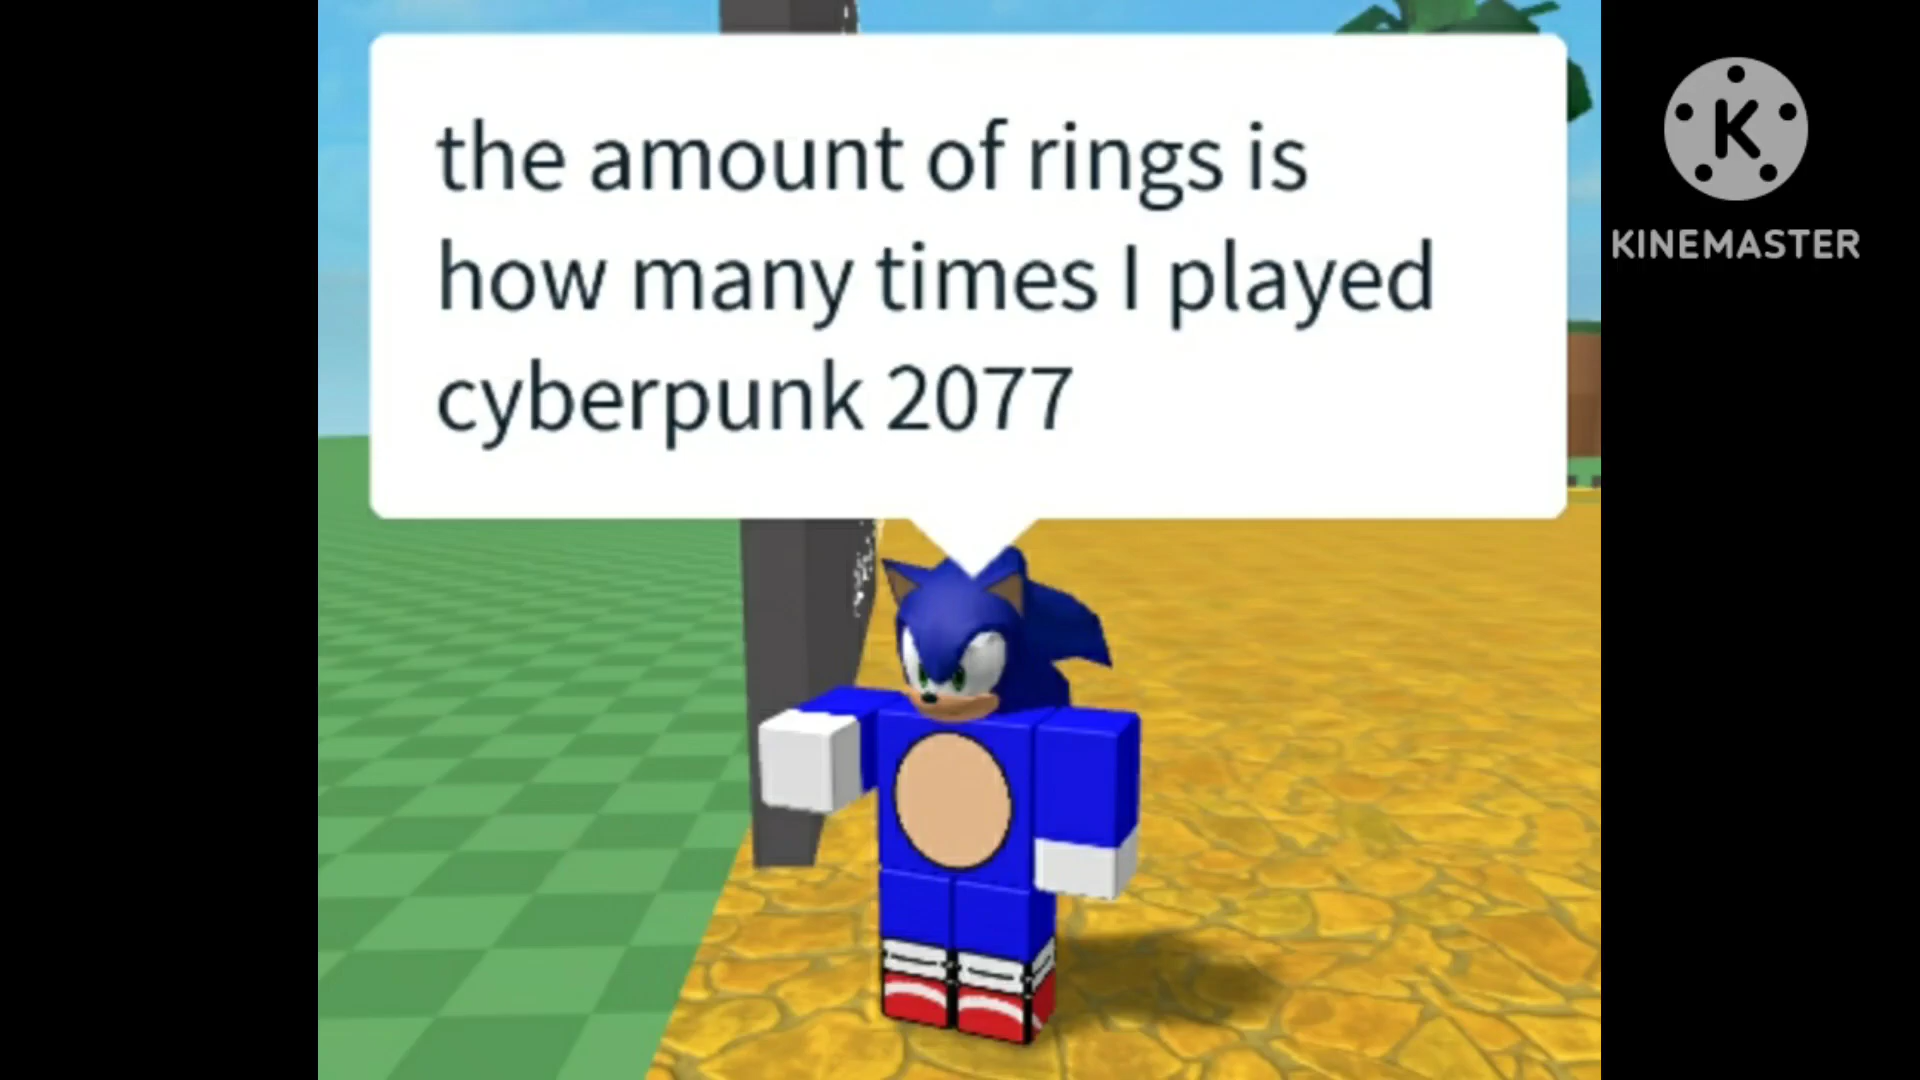 the amount of rings is
how many times I played
cyberpunk 2077
K
KINEMASTER